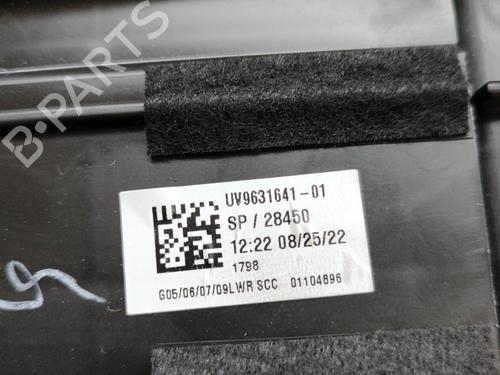 B-PARTS
UV9631641-01
SP / 28450
12:22 08/25/22
1798
G05/06/07/09LWR SCC 01104896